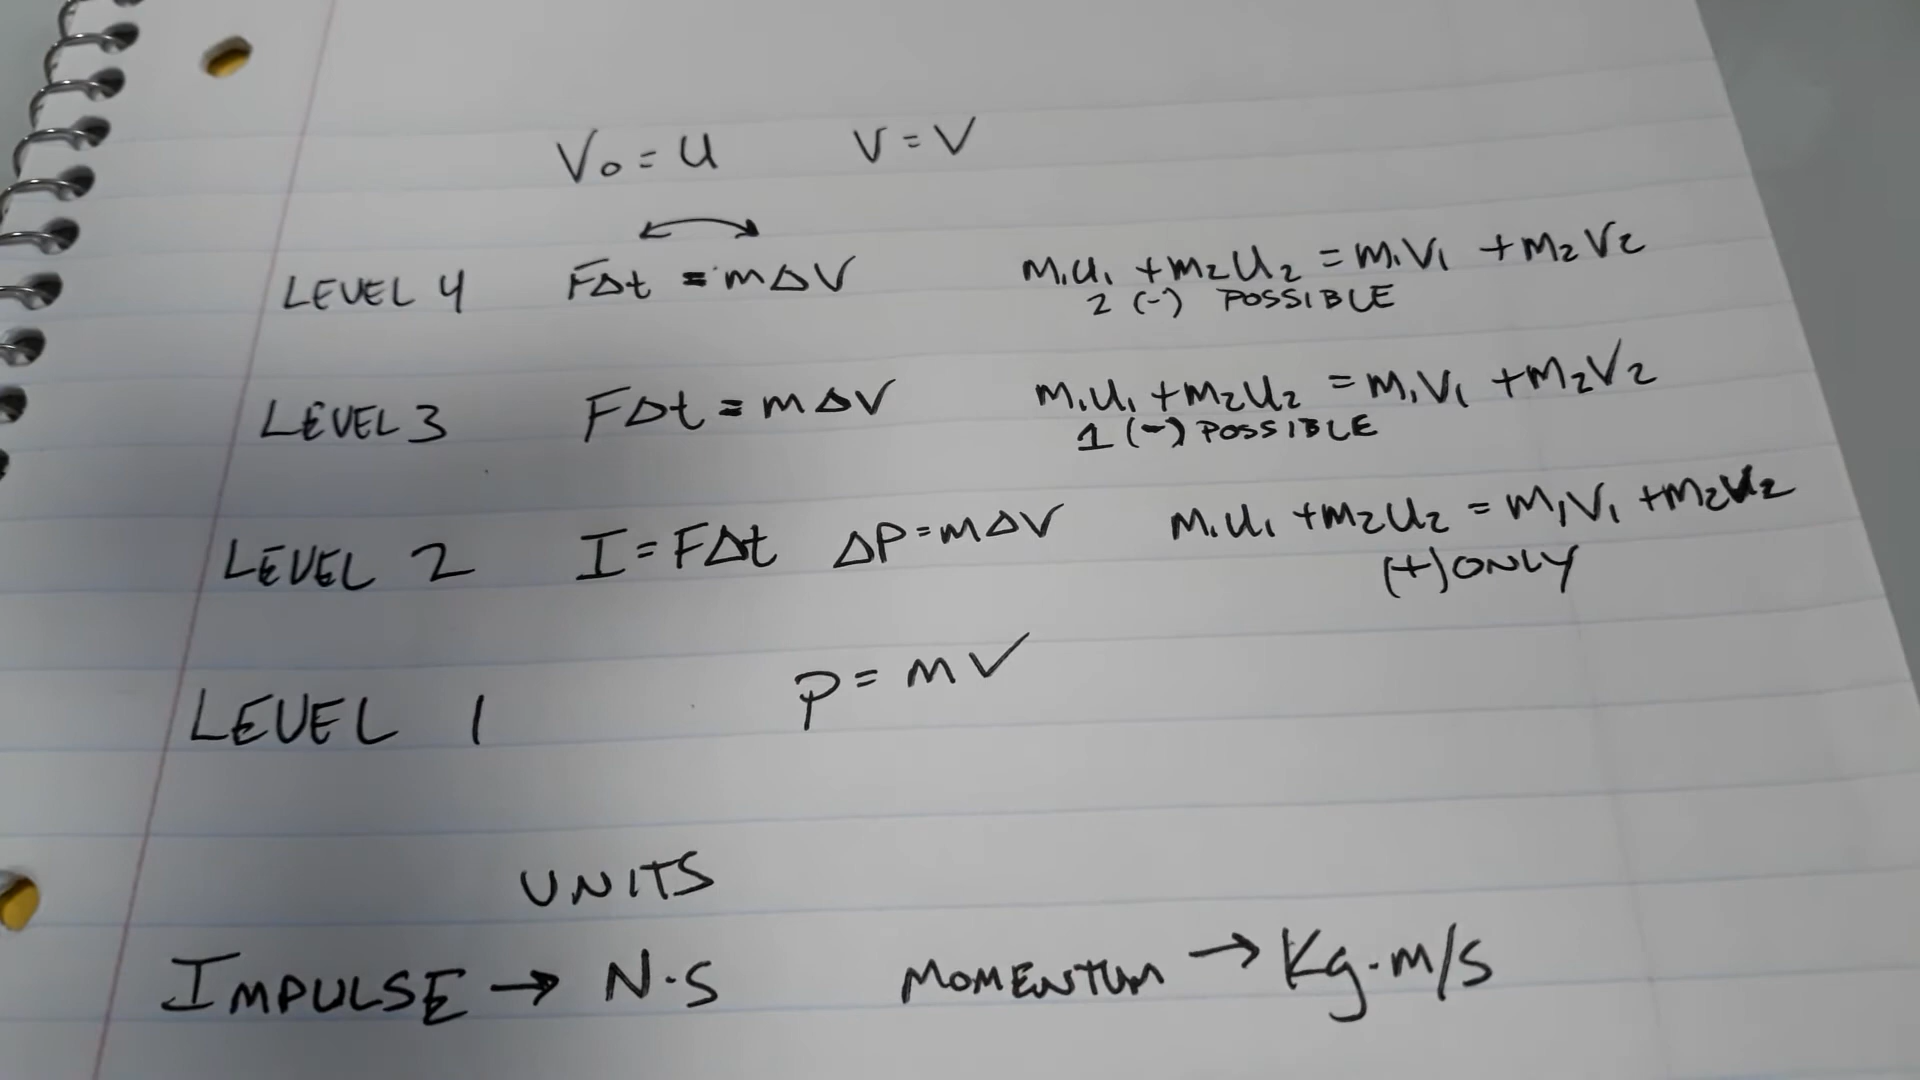 V₀ = U V = V
LEVEL 4 FΔt = mΔV m₁U₁ + m₂U₂ = m₁V₁ + m₂V₂
2 (-) POSSIBLE
LEVEL 3 FΔt = mΔV m₁U₁ + m₂U₂ = m₁V₁ + m₂V₂
1 (-) POSSIBLE
LEVEL 2 I = FΔt ΔP = mΔV m₁U₁ + m₂U₂ = m₁V₁ + m₂V₂
(+) ONLY
LEVEL 1 P = mV
UNITS
IMPULSE → N·S MOMENTUM → Kg·m/s